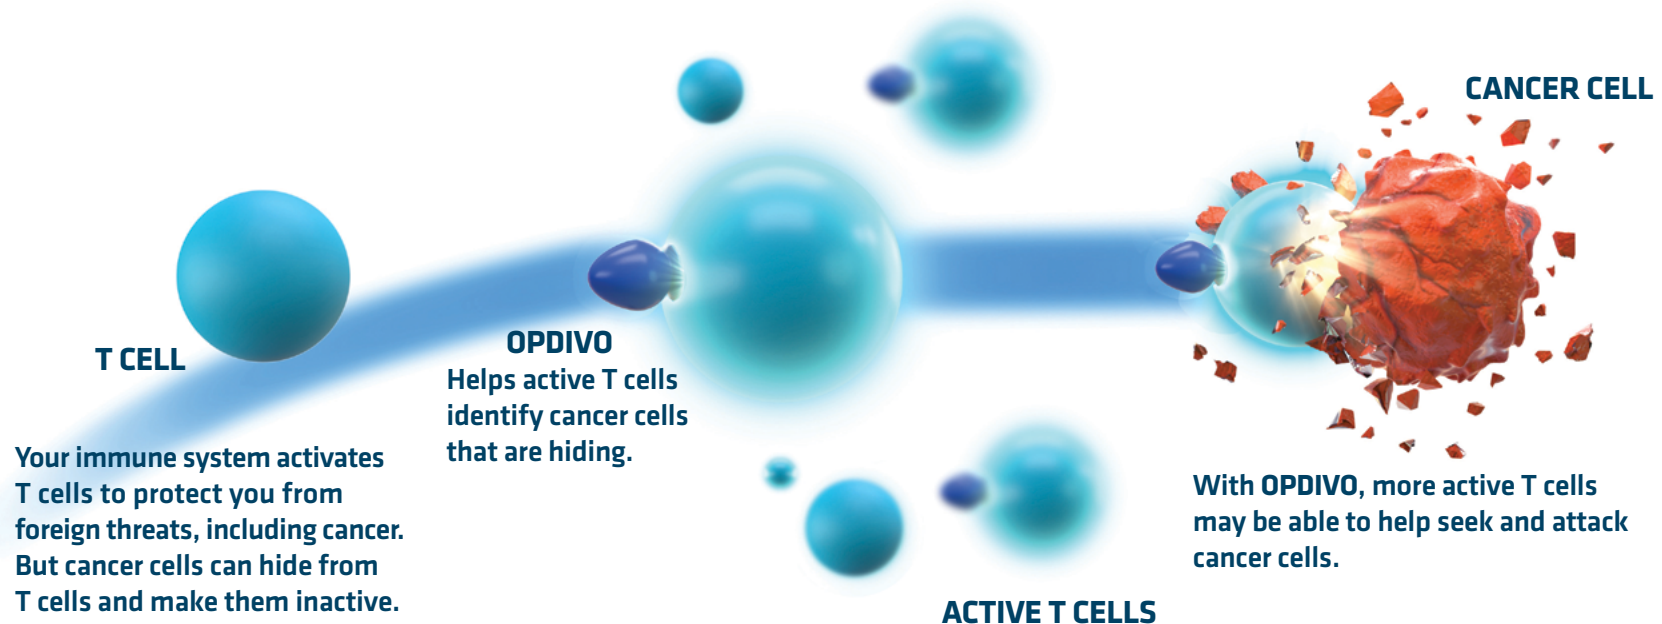 T CELL
Your immune system activates
T cells to protect you from
foreign threats, including cancer.
But cancer cells can hide from
T cells and make them inactive.
OPDIVO
Helps active T cells
identify cancer cells
that are hiding.
ACTIVE T CELLS
CANCER CELL
With OPDIVO, more active T cells
may be able to help seek and attack
cancer cells.